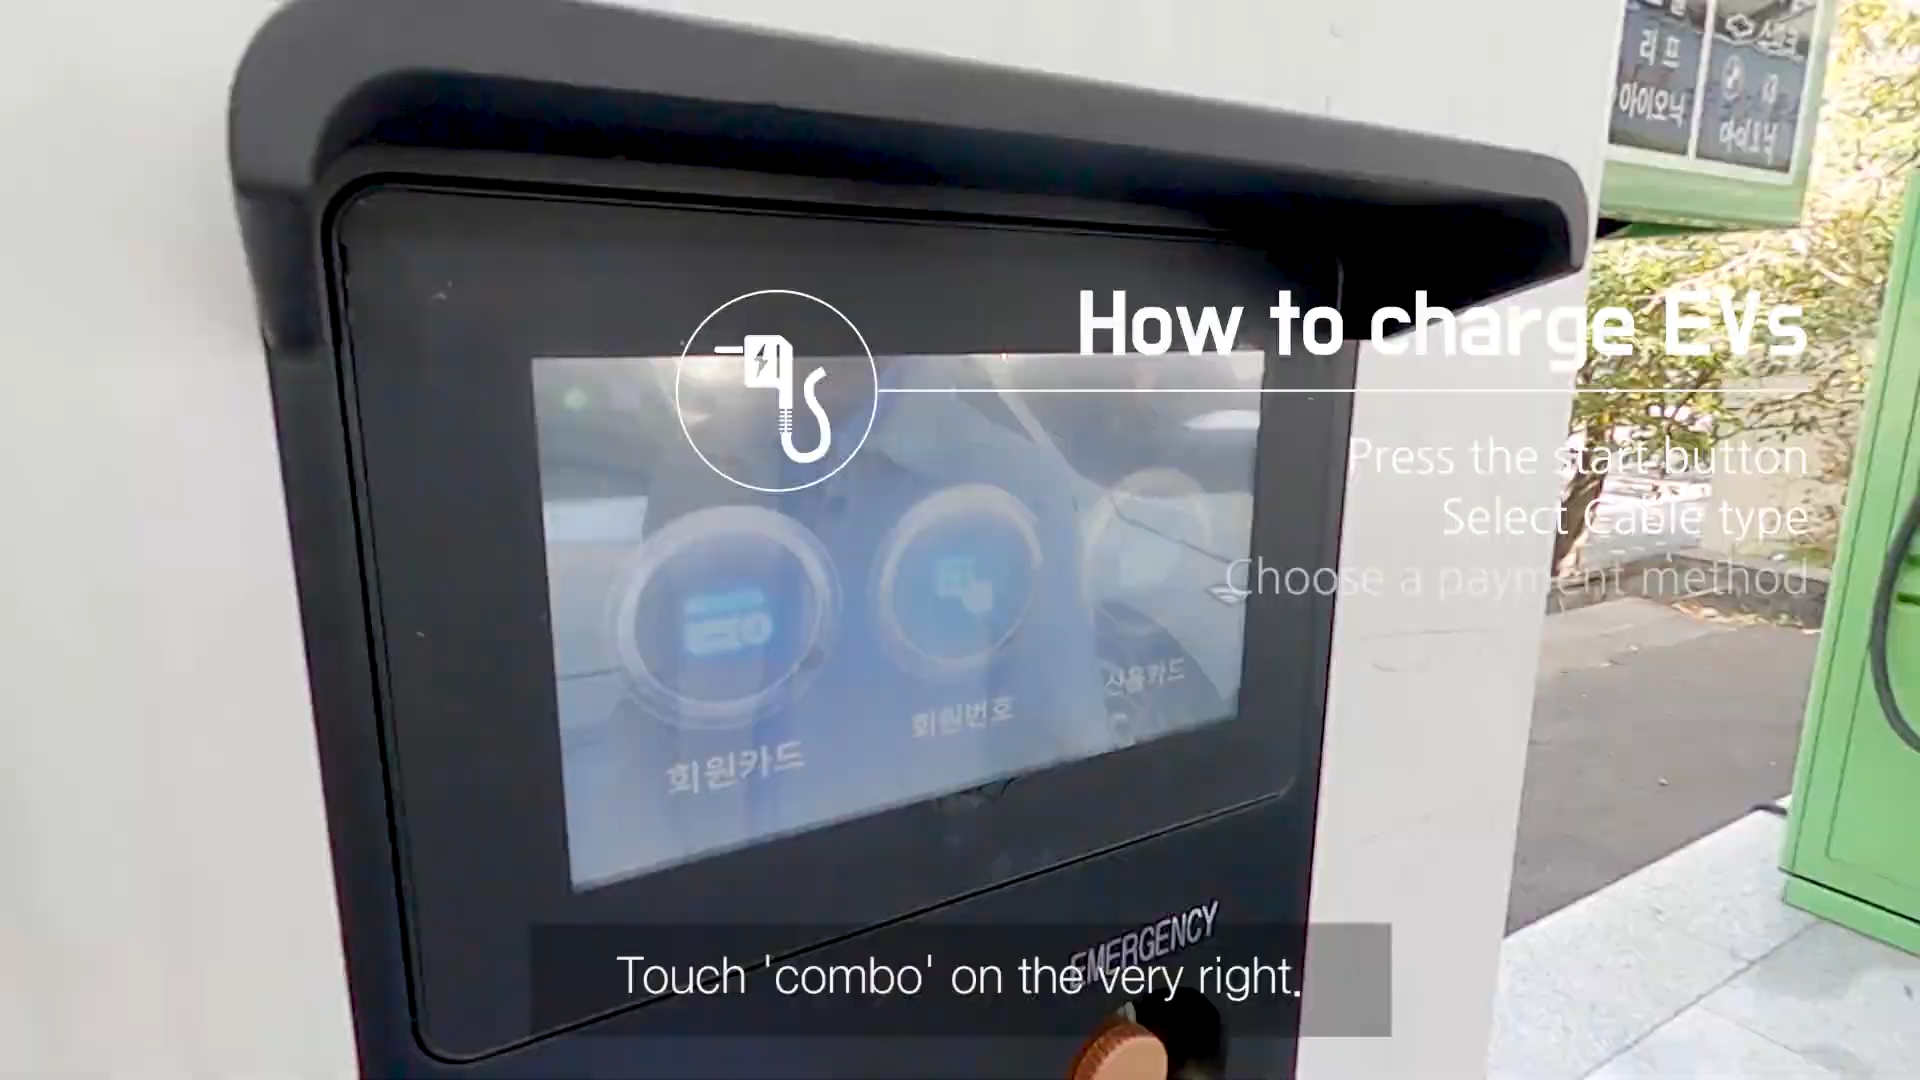 리프
아이오닉
아이오닉
How to charge EVs
Press the start button
Select Cable type
Choose a payment method
회원카드
회원번호
신용카드
EMERGENCY
Touch 'combo' on the very right.